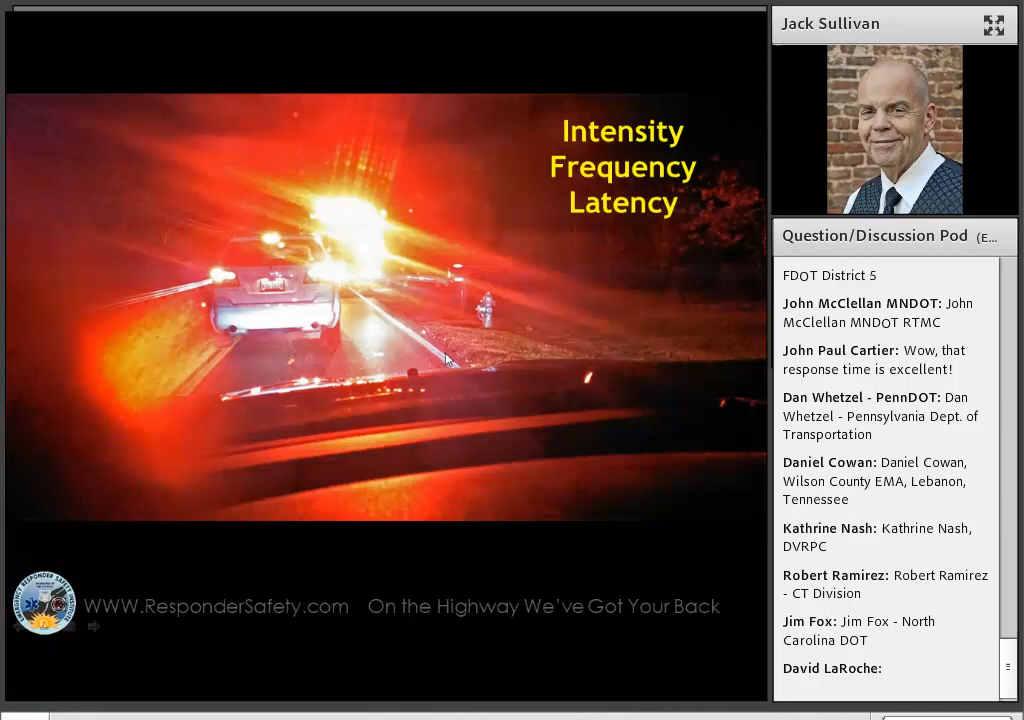 Intensity
Frequency
Latency
WWW.ResponderSafety.com On the Highway We've Got Your Back
Jack Sullivan
Question/Discussion Pod (E...
FDOT District 5
John McClellan MNDOT: John
McClellan MNDOT RTMC
John Paul Cartier: Wow, that
response time is excellent!
Dan Whetzel - PennDOT: Dan
Whetzel - Pennsylvania Dept. of
Transportation
Daniel Cowan: Daniel Cowan,
Wilson County EMA, Lebanon,
Tennessee
Kathrine Nash: Kathrine Nash,
DVRPC
Robert Ramirez: Robert Ramirez
- CT Division
Jim Fox: Jim Fox - North
Carolina DOT
David LaRoche: